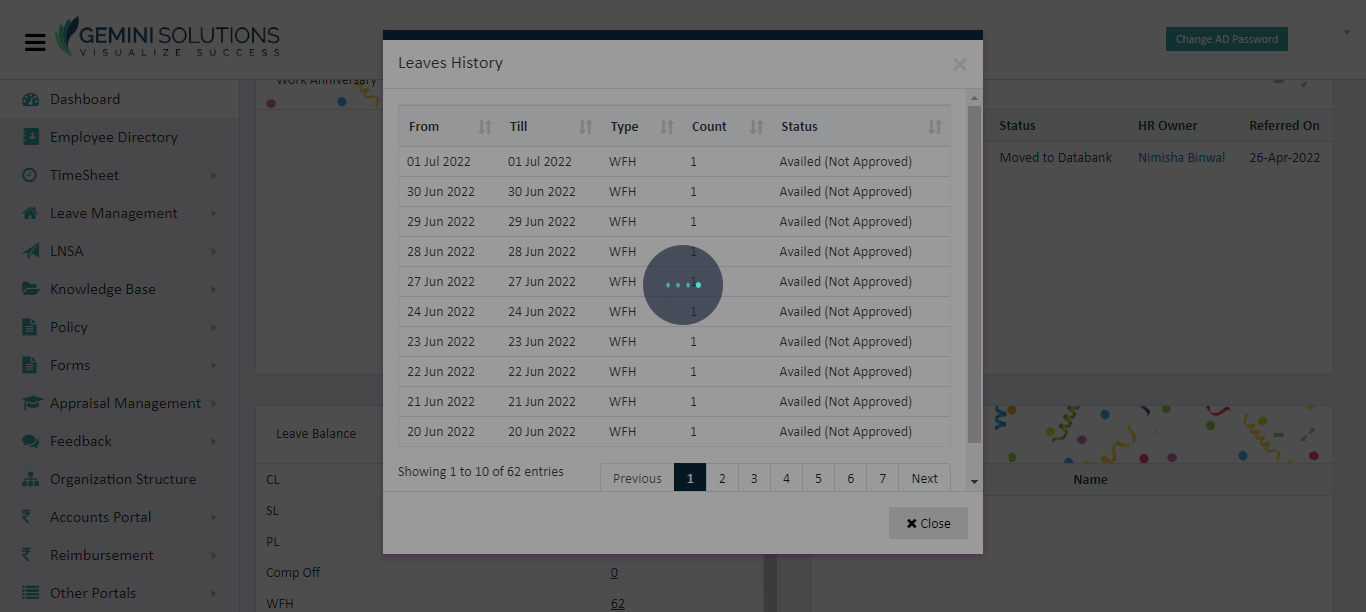 GEMINI SOLUTIONS
VISUALIZE SUCCESS
Change AD Password
Dashboard
Employee Directory
TimeSheet
Leave Management
LNSA
Knowledge Base
Policy
Forms
Appraisal Management
Feedback
Organization Structure
Accounts Portal
Reimbursement
Other Portals
Work Anniversary
Leaves History
From Till Type Count Status
01 Jul 2022 01 Jul 2022 WFH 1 Availed (Not Approved)
30 Jun 2022 30 Jun 2022 WFH 1 Availed (Not Approved)
29 Jun 2022 29 Jun 2022 WFH 1 Availed (Not Approved)
28 Jun 2022 28 Jun 2022 WFH 1 Availed (Not Approved)
27 Jun 2022 27 Jun 2022 WFH 1 Availed (Not Approved)
24 Jun 2022 24 Jun 2022 WFH 1 Availed (Not Approved)
23 Jun 2022 23 Jun 2022 WFH 1 Availed (Not Approved)
22 Jun 2022 22 Jun 2022 WFH 1 Availed (Not Approved)
21 Jun 2022 21 Jun 2022 WFH 1 Availed (Not Approved)
20 Jun 2022 20 Jun 2022 WFH 1 Availed (Not Approved)
Showing 1 to 10 of 62 entries
Previous 1 2 3 4 5 6 7 Next
Close
Status HR Owner Referred On
Moved to Databank Nimisha Binwal 26-Apr-2022
Leave Balance
CL
SL
PL
Comp Off 0
WFH 62
Name